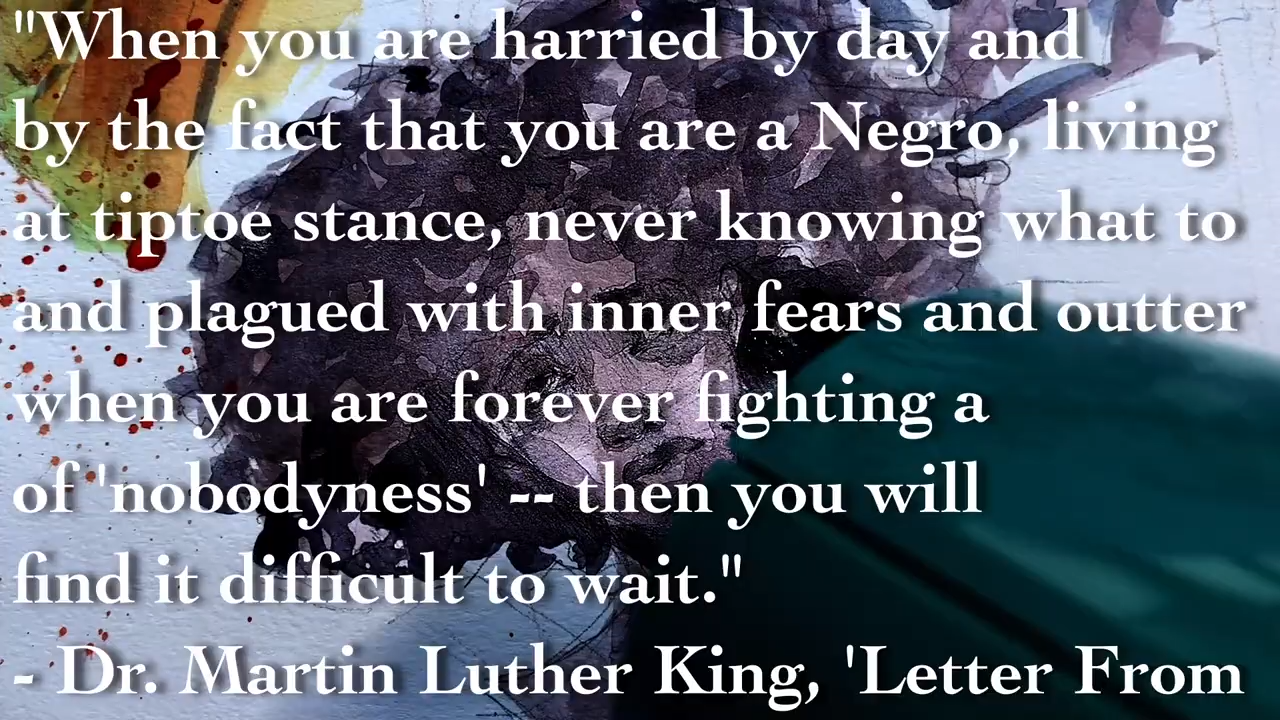 "When you are harried by day and
by the fact that you are a Negro, living
at tiptoe stance, never knowing what to
and plagued with inner fears and outter
when you are forever fighting a
of 'nobodyness' -- then you will
find it difficult to wait."
- Dr. Martin Luther King, 'Letter From